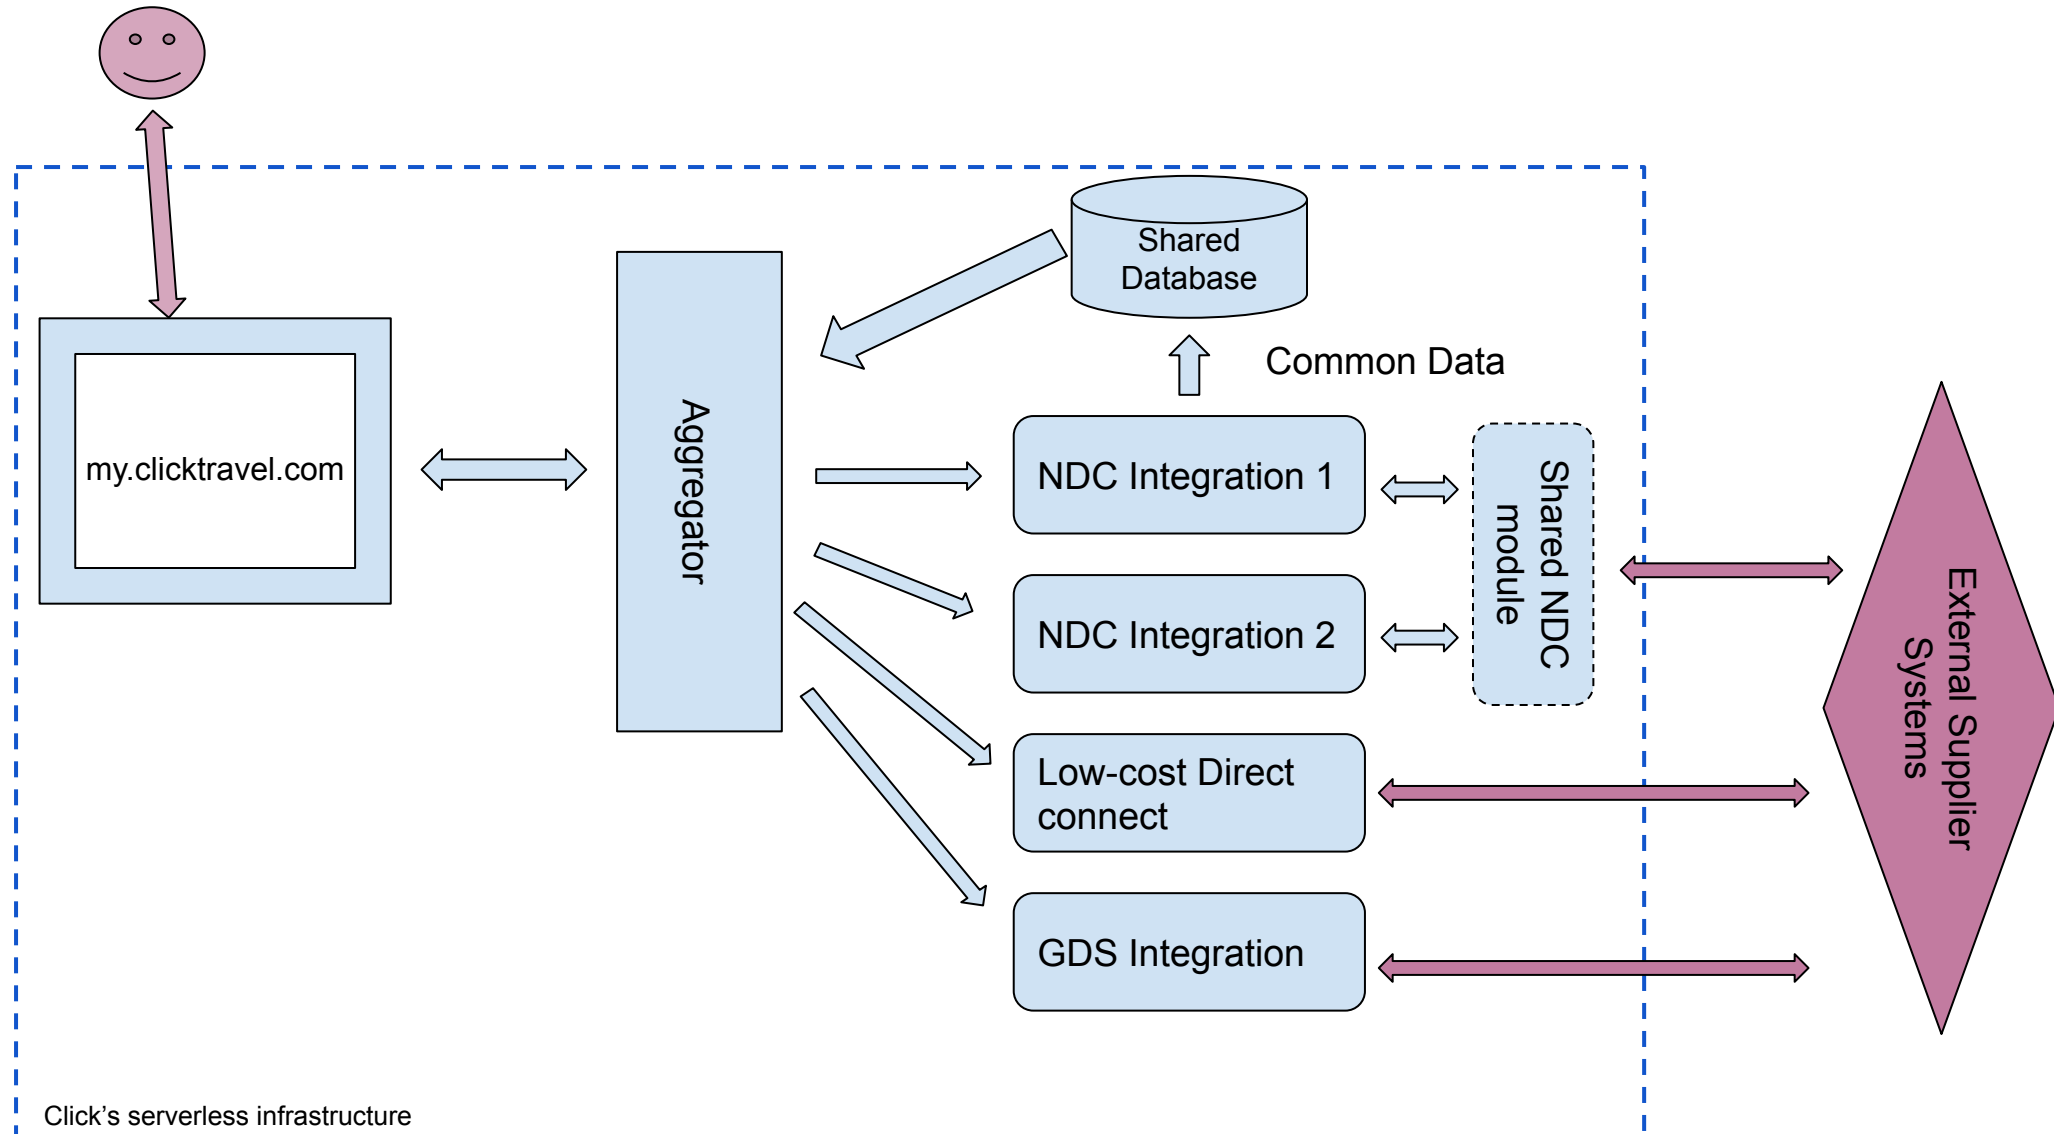 Shared
Database
Common Data
my.clicktravel.com
Aggregator
NDC Integration 1
NDC Integration 2
Shared NDC
module
Low-cost Direct
connect
GDS Integration
External Supplier
Systems
Click’s serverless infrastructure